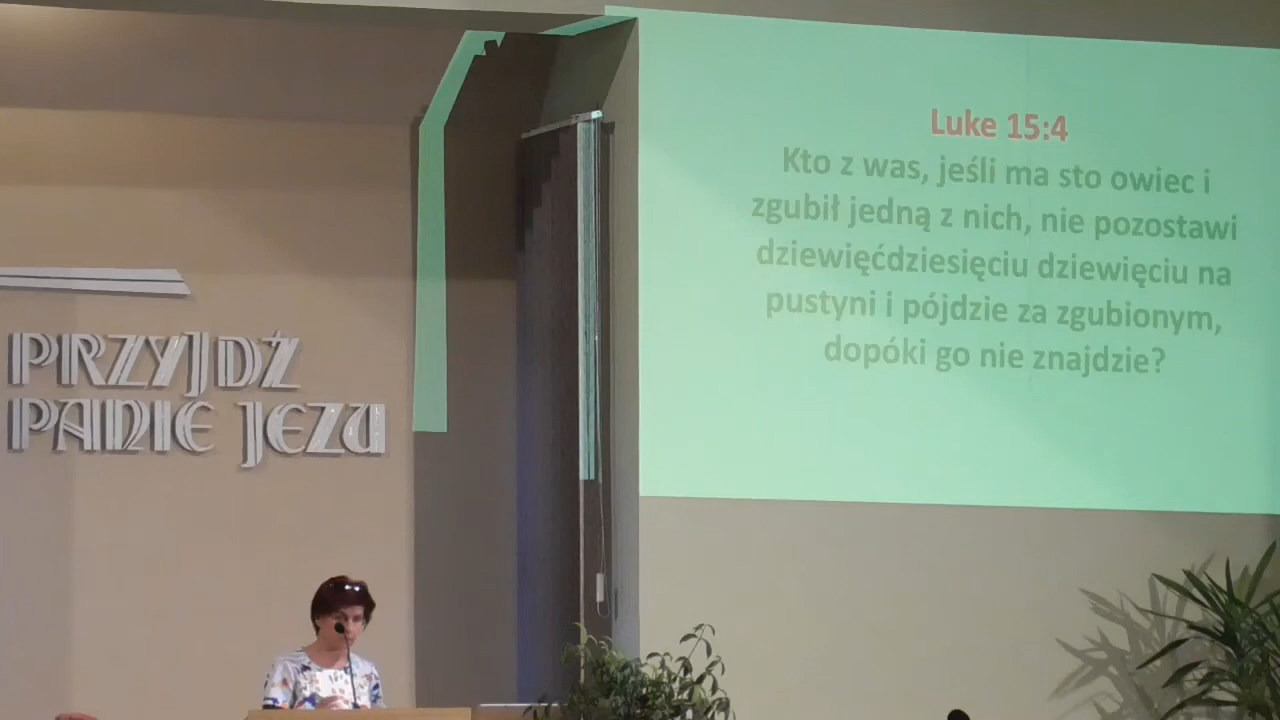 PRZYJDŹ
PANIE JEZU
Luke 15:4
Kto z was, jeśli ma sto owiec i
zgubił jedną z nich, nie pozostawi
dziewięćdziesięciu dziewięciu na
pustyni i pójdzie za zgubionym,
dopóki go nie znajdzie?